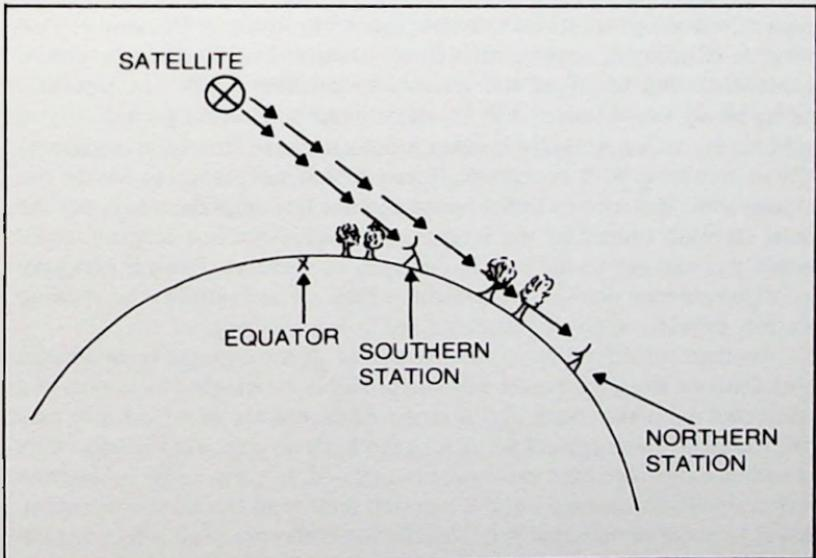 SATELLITE
X
EQUATOR
SOUTHERN
STATION
NORTHERN
STATION